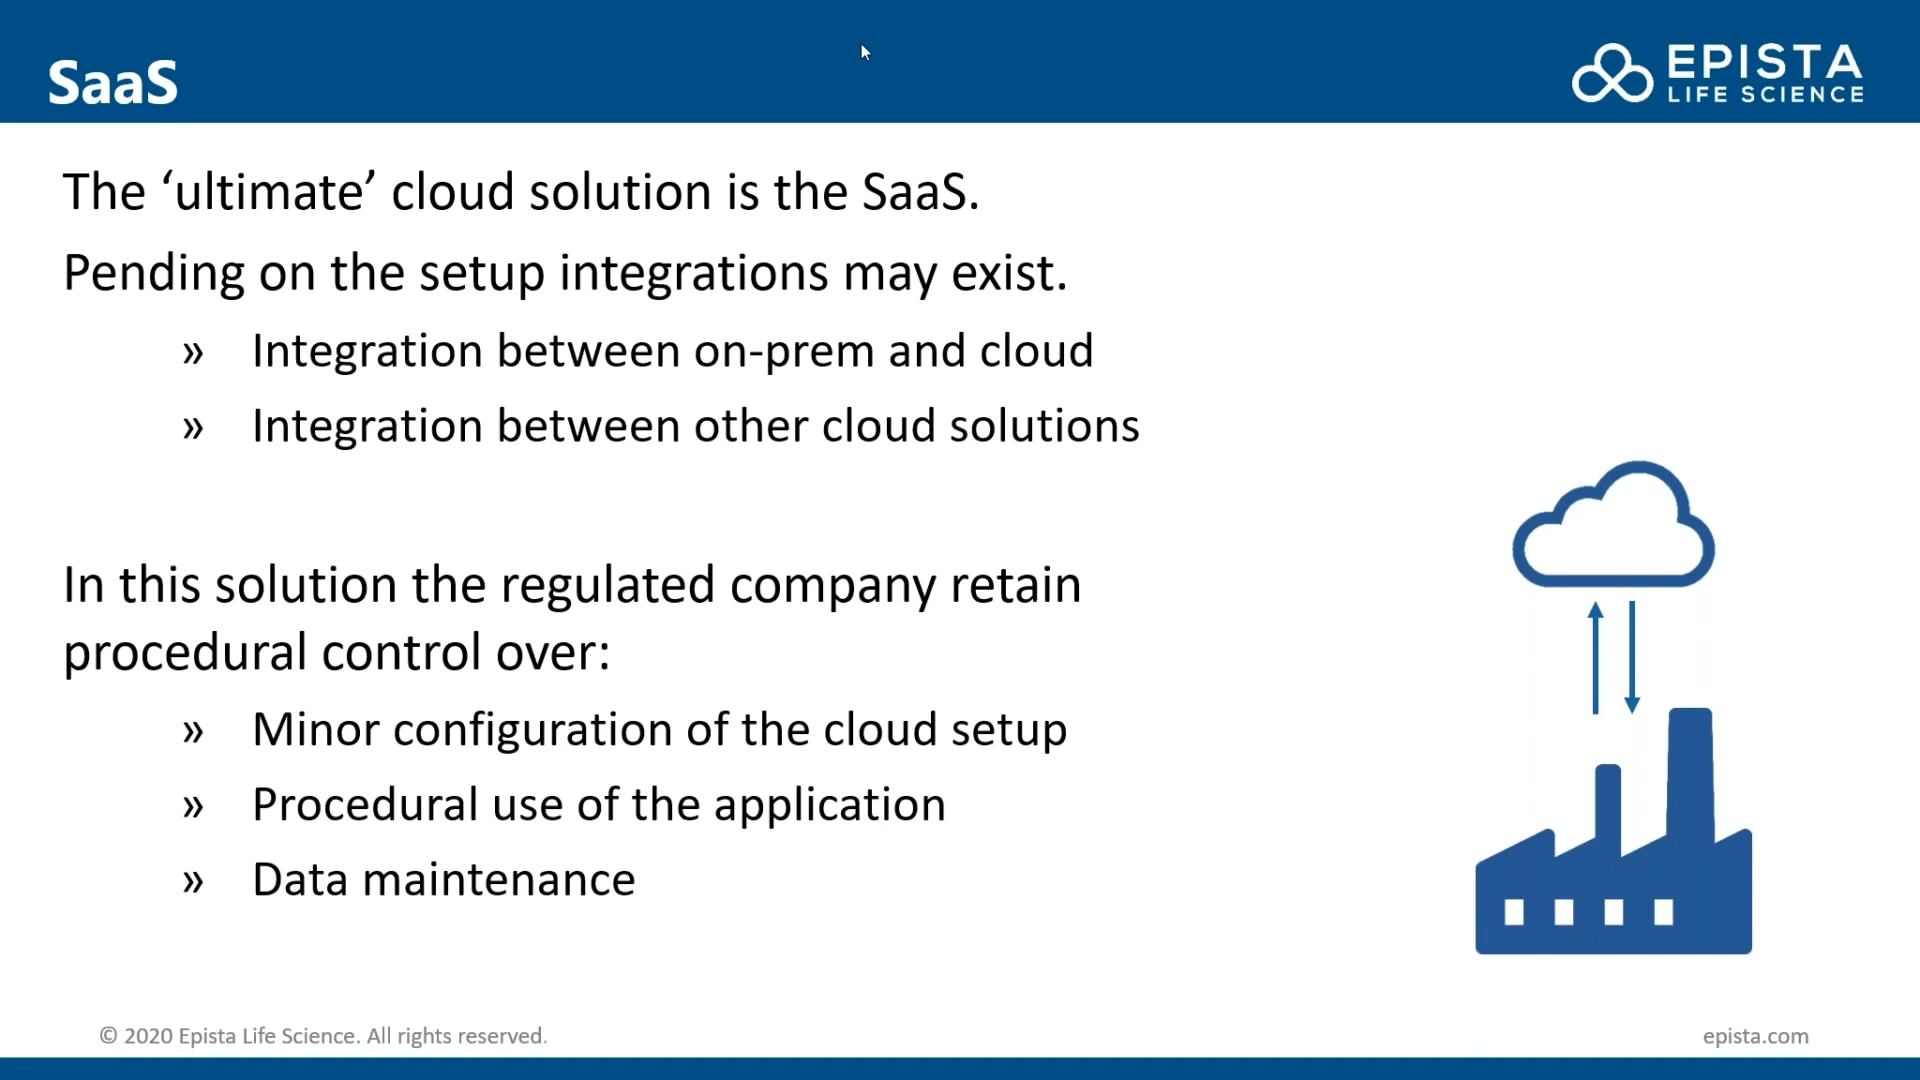 SaaS
EPISTA
LIFE SCIENCE
The ‘ultimate’ cloud solution is the SaaS.
Pending on the setup integrations may exist.
» Integration between on-prem and cloud
» Integration between other cloud solutions
In this solution the regulated company retain
procedural control over:
» Minor configuration of the cloud setup
» Procedural use of the application
» Data maintenance
© 2020 Epista Life Science. All rights reserved.
epista.com